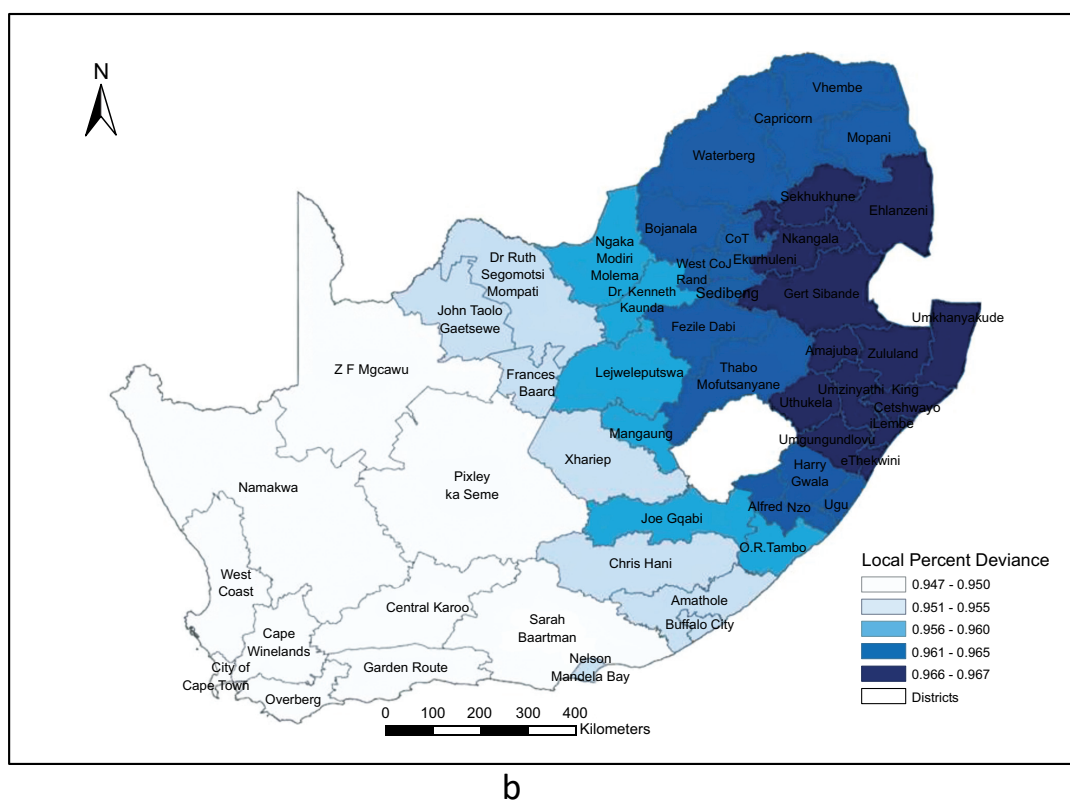 N
Vhembe
Capricorn
Mopani
Waterberg
Sekhukhune
Ehlanzeni
Bojanala
CoT
Nkangala
Ngaka
Modiri
Molema
Ekurhuleni
West CoJ
Rand
Dr Ruth
Segomotsi
Mompati
Dr. Kenneth
Kaunda
Sedibeng
Gert Sibande
John Taolo
Gaetsewe
Umkhanyakude
Fezile Dabi
Amajuba
Zululand
Z F Mgcawu
Frances
Baard
Lejweleputswa
Thabo
Mofutsanyane
Umzinyathi
King
Cetshwayo
Uthukela
iLembe
Mangaung
Umgungundlovu
eThekwini
Xhariep
Harry
Gwala
Pixley
ka Seme
Namakwa
Alfred Nzo
Ugu
Joe Gqabi
O.R.Tambo
Chris Hani
West
Coast
Amathole
Central Karoo
Buffalo City
Sarah
Baartman
Cape
Winelands
Nelson
Mandela Bay
Garden Route
City of
Cape Town
Overberg
Local Percent Deviance
0.947 - 0.950
0.951 - 0.955
0.956 - 0.960
0.961 - 0.965
0.966 - 0.967
Districts
0 100 200 300 400
Kilometers
b